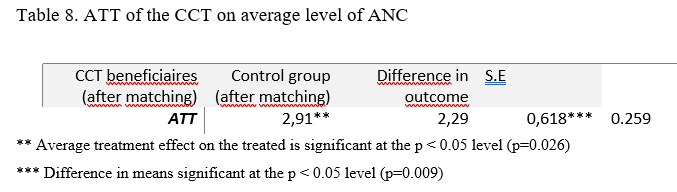 Table 8. ATT of the CCT on average level of ANC
CCT beneficiaires Control group Difference in S.E
(after matching) (after matching) outcome
ATT 2,91** 2,29 0,618*** 0.259
** Average treatment effect on the treated is significant at the p < 0.05 level (p=0.026)
*** Difference in means significant at the p < 0.05 level (p=0.009)